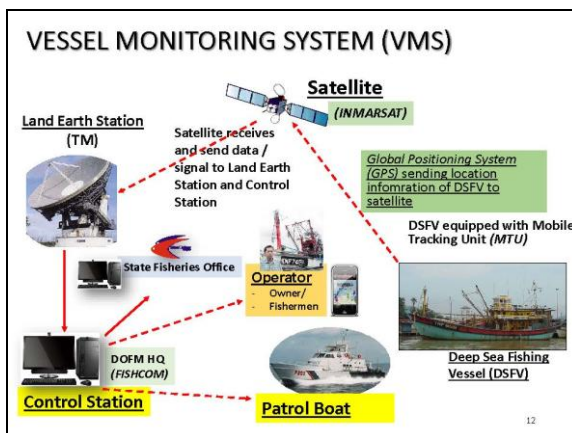 VESSEL MONITORING SYSTEM (VMS)
Satellite
(INMARSAT)
Land Earth Station
(TM)
Satellite receives
and send data /
signal to Land Earth
Station and Control
Station
Global Positioning System
(GPS) sending location
infomration of DSFV to
satellite
DSFV equipped with Mobile
Tracking Unit (MTU)
State Fisheries Office
Operator
- Owner/
- Fishermen
Deep Sea Fishing
Vessel (DSFV)
DOFM HQ
(FISHCOM)
Control Station
Patrol Boat
12